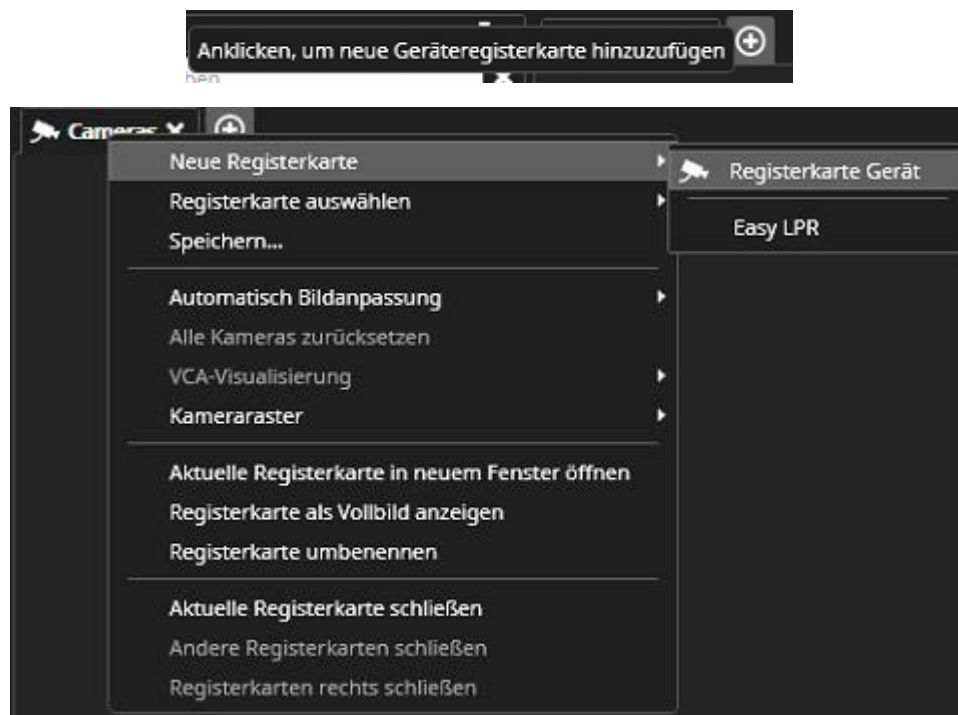 Anklicken, um neue Geräteregisterkarte hinzuzufügen
Cameras
Neue Registerkarte
Registerkarte Gerät
Registerkarte auswählen
Easy LPR
Speichern...
Automatisch Bildanpassung
Alle Kameras zurücksetzen
VCA-Visualisierung
Kameraraster
Aktuelle Registerkarte in neuem Fenster öffnen
Registerkarte als Vollbild anzeigen
Registerkarte umbenennen
Aktuelle Registerkarte schließen
Andere Registerkarten schließen
Registerkarten rechts schließen